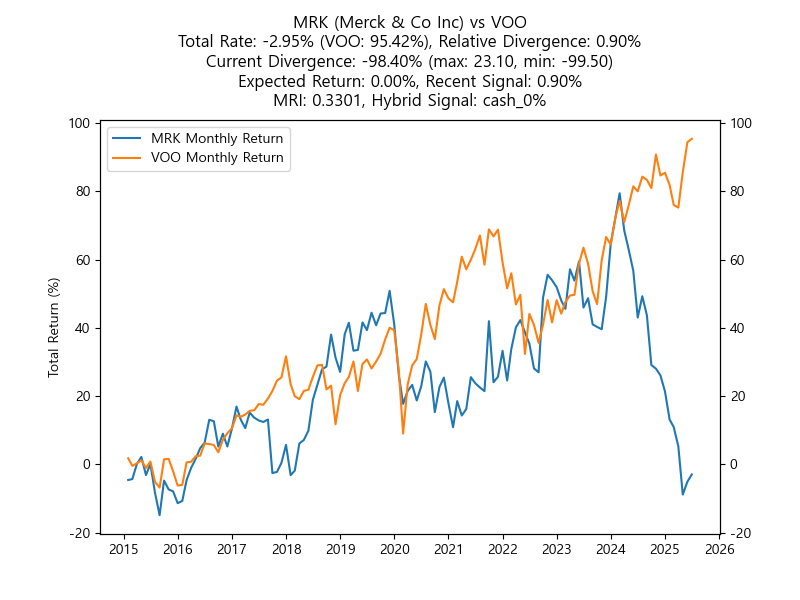 MRK (Merck & Co Inc) vs VOO
Total Rate: -2.95% (VOO: 95.42%), Relative Divergence: 0.90%
Current Divergence: -98.40% (max: 23.10, min: -99.50)
Expected Return: 0.00%, Recent Signal: 0.90%
MRI: 0.3301, Hybrid Signal: cash_0%
MRK Monthly Return
VOO Monthly Return
Total Return (%)
100
80
60
40
20
0
-20
100
80
60
40
20
0
-20
2015 2016 2017 2018 2019 2020 2021 2022 2023 2024 2025 2026